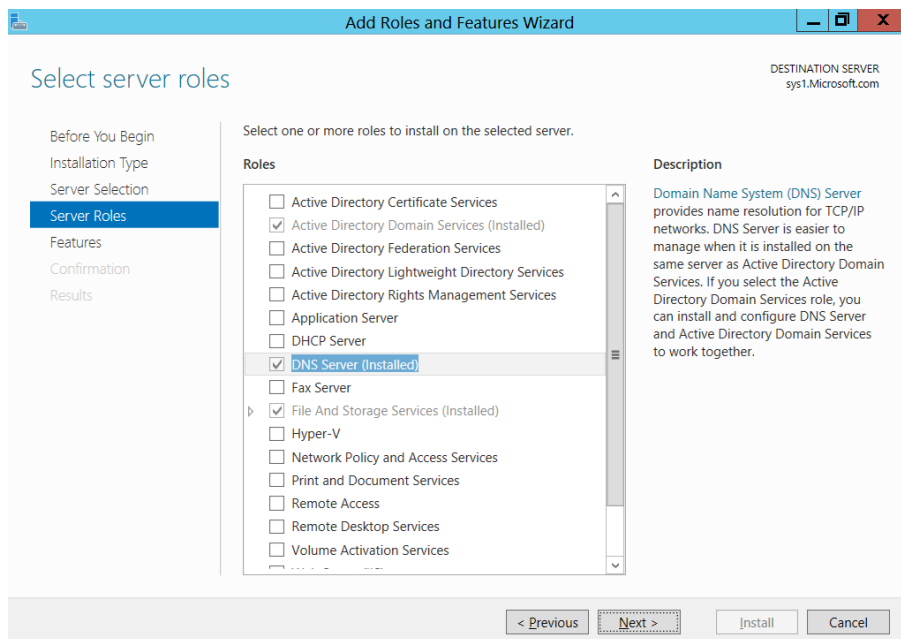 Add Roles and Features Wizard
Select server roles
DESTINATION SERVER
sys1.Microsoft.com
Before You Begin
Installation Type
Server Selection
Server Roles
Features
Confirmation
Results
Select one or more roles to install on the selected server.
Roles
Active Directory Certificate Services
Active Directory Domain Services (Installed)
Active Directory Federation Services
Active Directory Lightweight Directory Services
Active Directory Rights Management Services
Application Server
DHCP Server
DNS Server (Installed)
Fax Server
File And Storage Services (Installed)
Hyper-V
Network Policy and Access Services
Print and Document Services
Remote Access
Remote Desktop Services
Volume Activation Services
Description
Domain Name System (DNS) Server
provides name resolution for TCP/IP
networks. DNS Server is easier to
manage when it is installed on the
same server as Active Directory Domain
Services. If you select the Active
Directory Domain Services role, you
can install and configure DNS Server
and Active Directory Domain Services
to work together.
< Previous
Next >
Install
Cancel